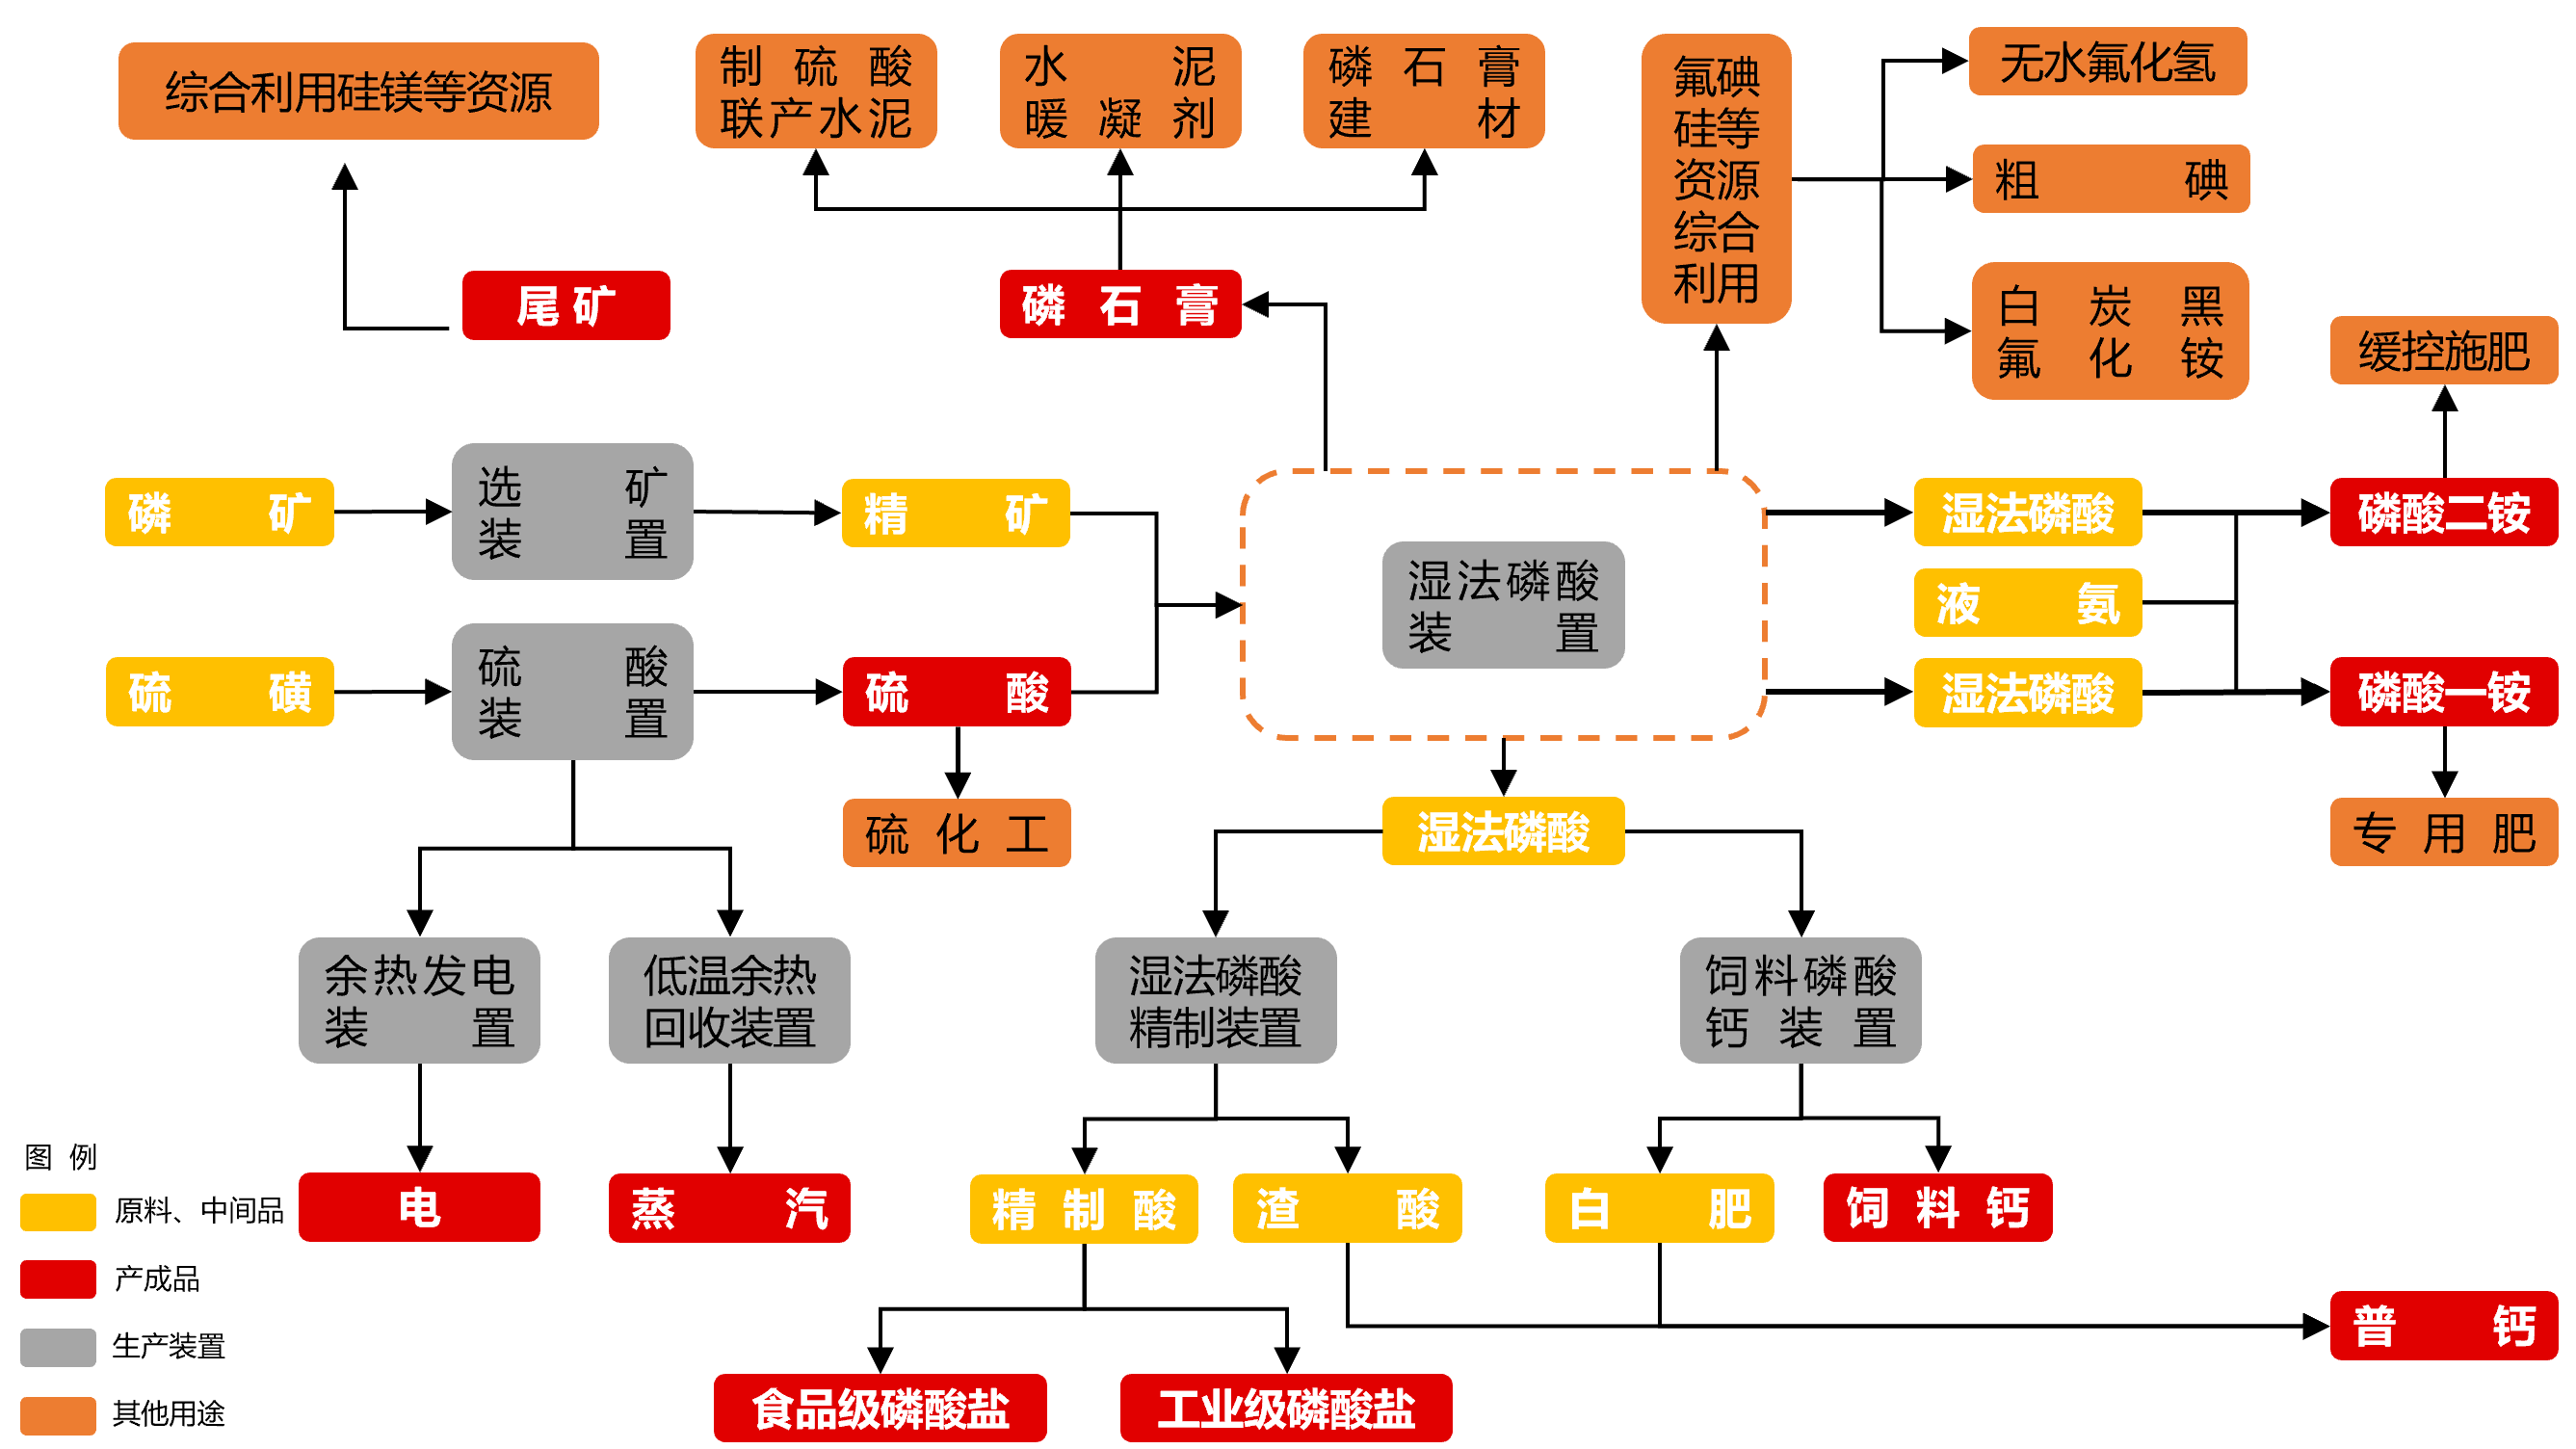 综合利用硅镁等资源
制硫酸
联产水泥
水泥
暖凝剂
磷石膏
建材
氟碘
硅等
资源
综合
利用
无水氟化氢
粗碘
白炭黑
氟化铵
尾矿
磷石膏
缓控施肥
磷矿
选矿
装置
精矿
湿法磷酸
装置
湿法磷酸
磷酸二铵
液氨
硫磺
硫酸
装置
硫酸
湿法磷酸
磷酸一铵
硫化工
湿法磷酸
专用肥
余热发电
装置
低温余热
回收装置
湿法磷酸
精制装置
饲料磷酸
钙装置
电
蒸汽
精制酸
渣酸
白肥
饲料钙
普钙
食品级磷酸盐
工业级磷酸盐
图例
原料、中间品
产成品
生产装置
其他用途